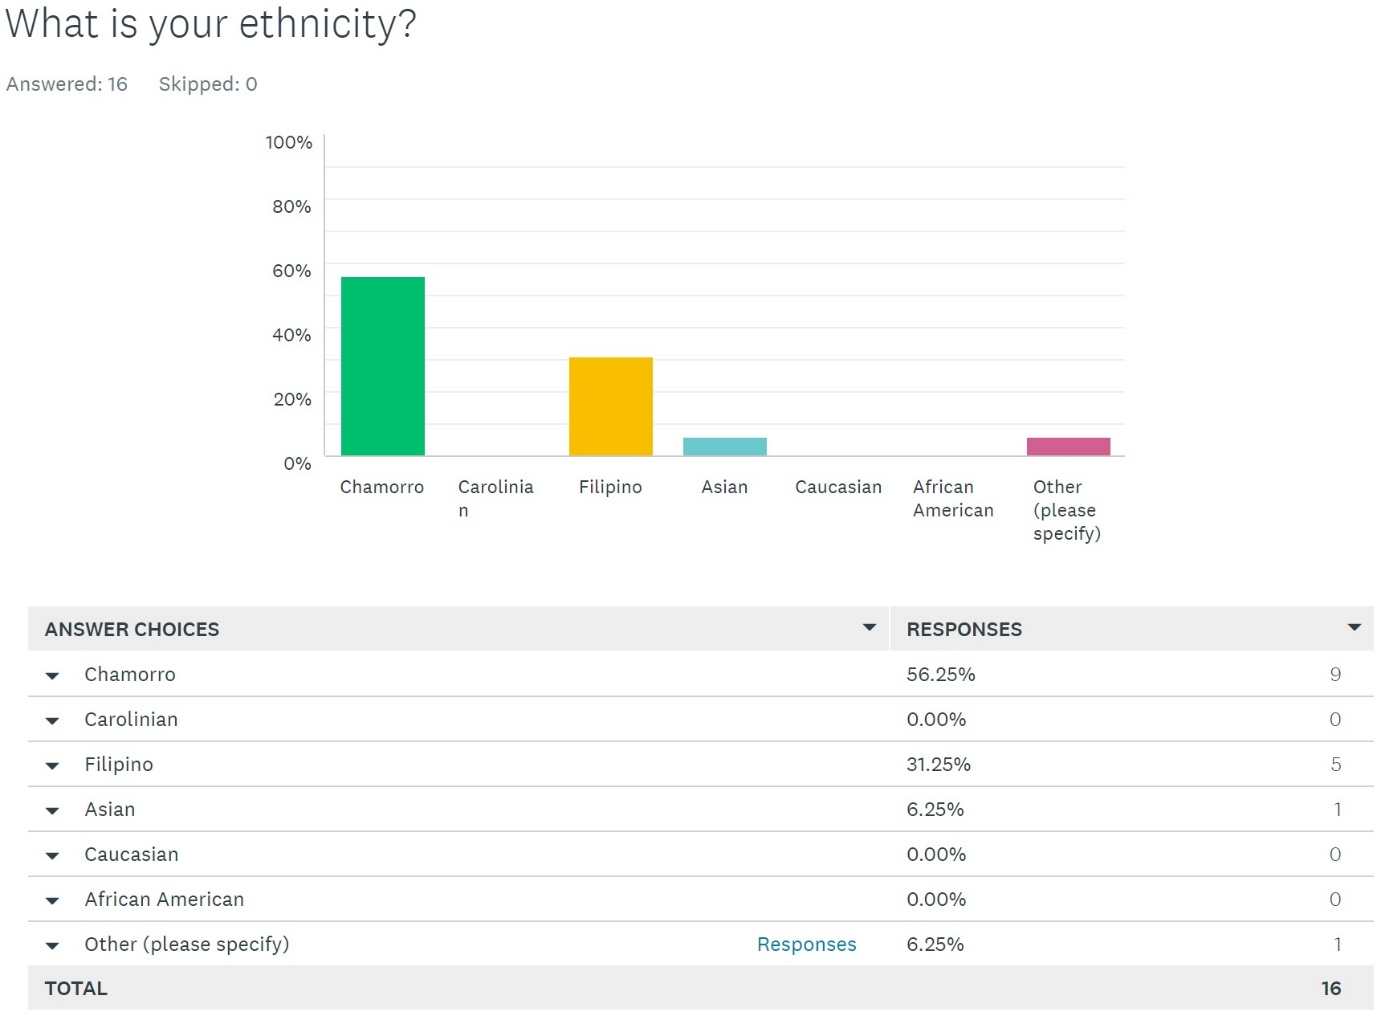 What is your ethnicity?
Answered: 16 Skipped: 0
100%
80%
60%
40%
20%
0%
Chamorro Carolinia Filipino Asian Caucasian African Other
n American (please
specify)
ANSWER CHOICES RESPONSES
Chamorro 56.25% 9
Carolinian 0.00% 0
Filipino 31.25% 5
Asian 6.25% 1
Caucasian 0.00% 0
African American 0.00% 0
Other (please specify) Responses 6.25% 1
TOTAL 16